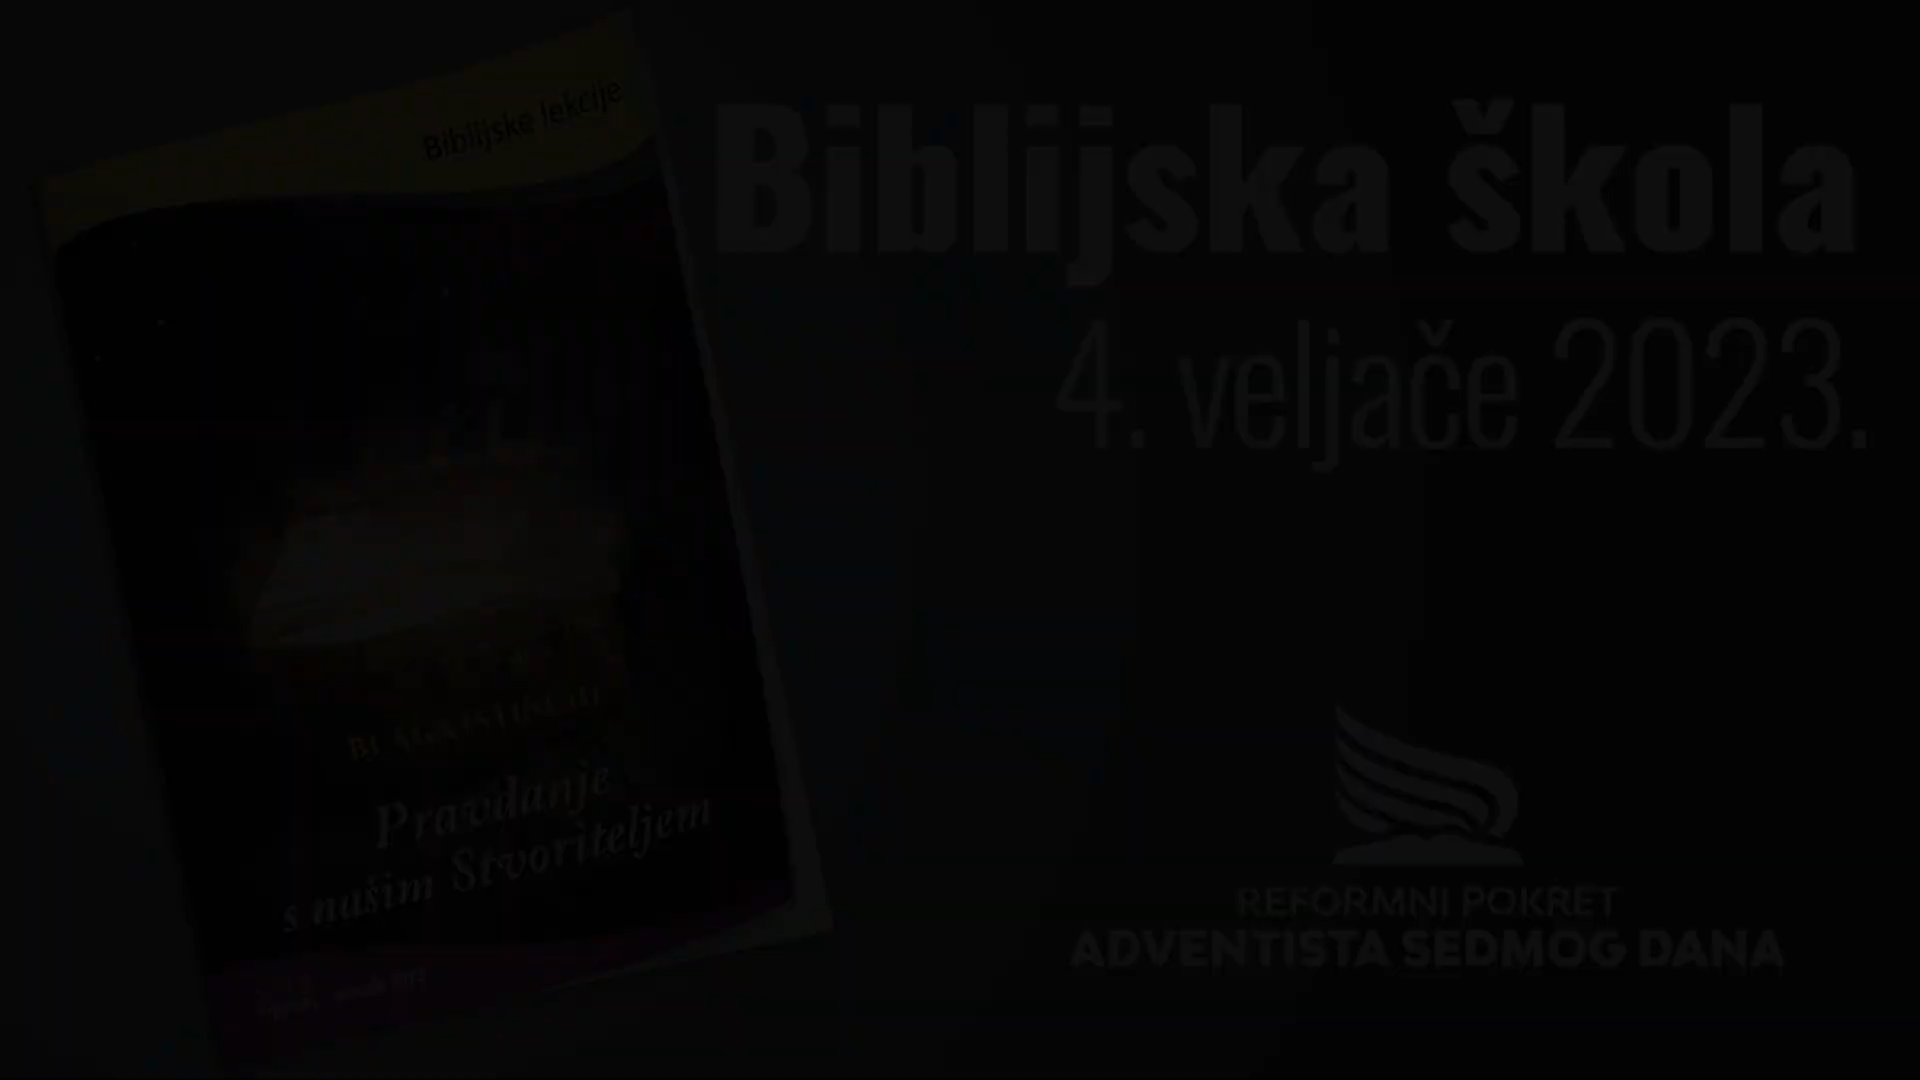 Biblijske lekcije
Pravdanje
s našim Stvoriteljem
Biblijska škola
4. veljače 2023.
REFORMNI POKRET
ADVENTISTA SEDMOG DANA